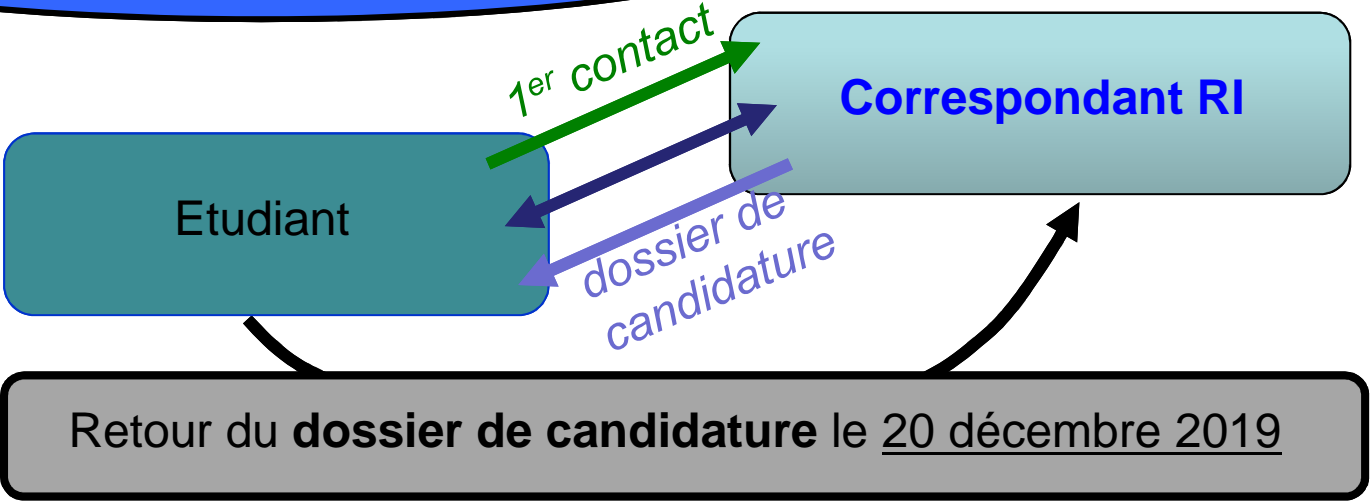 1er contact
Correspondant RI
Etudiant
dossier de
candidature
Retour du dossier de candidature le 20 décembre 2019